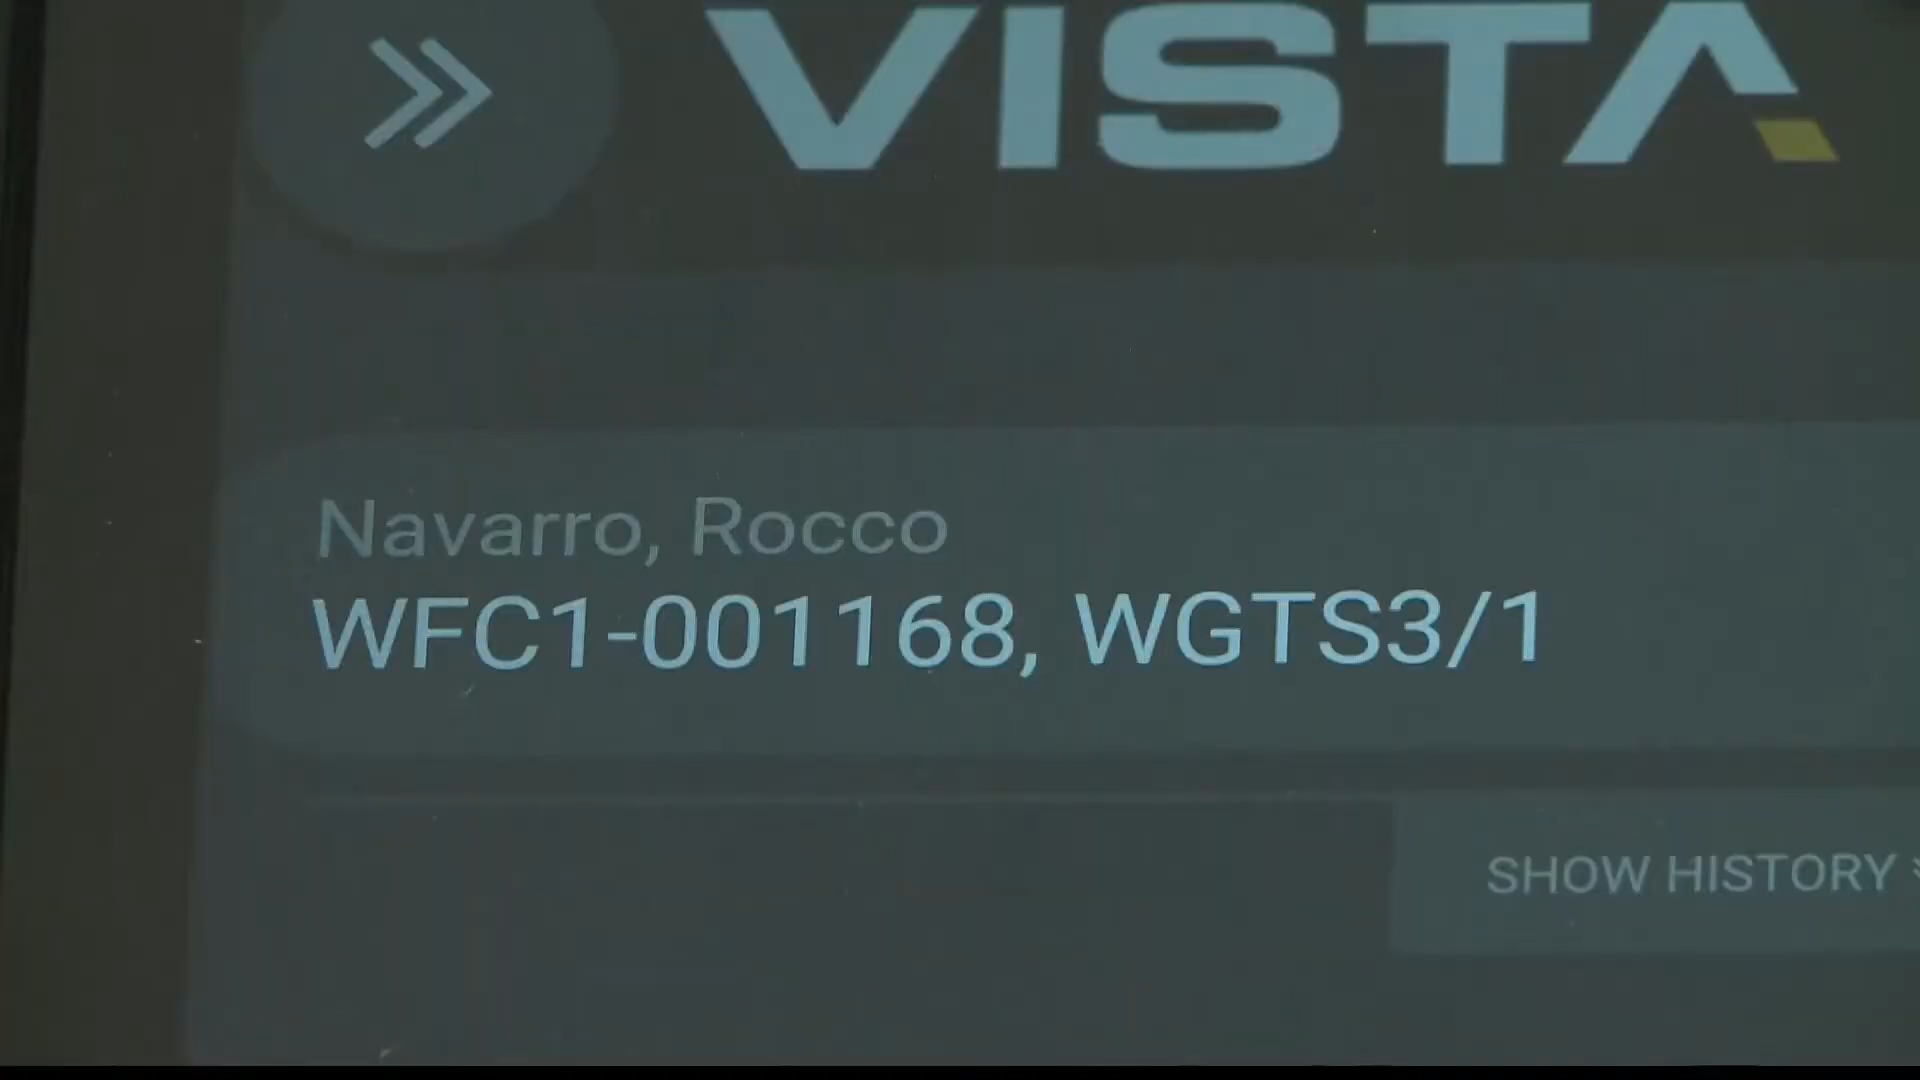 VISTA
Navarro, Rocco
WFC1-001168, WGTS3/1
SHOW HISTORY